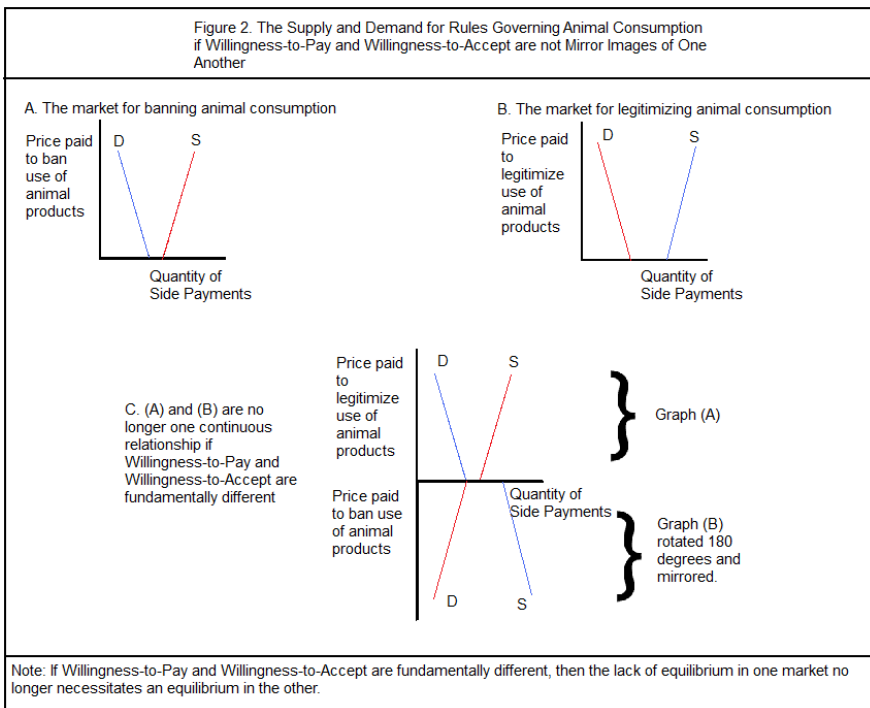 Figure 2. The Supply and Demand for Rules Governing Animal Consumption
if Willingness-to-Pay and Willingness-to-Accept are not Mirror Images of One
Another
A. The market for banning animal consumption
Price paid
to ban
use of
animal
products
D
S
Quantity of
Side Payments
B. The market for legitimizing animal consumption
Price paid
to
legitimize
use of
animal
products
D
S
Quantity of
Side Payments
C. (A) and (B) are no
longer one continuous
relationship if
Willingness-to-Pay and
Willingness-to-Accept are
fundamentally different
Price paid
to
legitimize
use of
animal
products
D
S
Graph (A)
Price paid
to ban use
of animal
products
Quantity of
Side Payments
D
S
Graph (B)
rotated 180
degrees and
mirrored.
Note: If Willingness-to-Pay and Willingness-to-Accept are fundamentally different, then the lack of equilibrium in one market no
longer necessitates an equilibrium in the other.